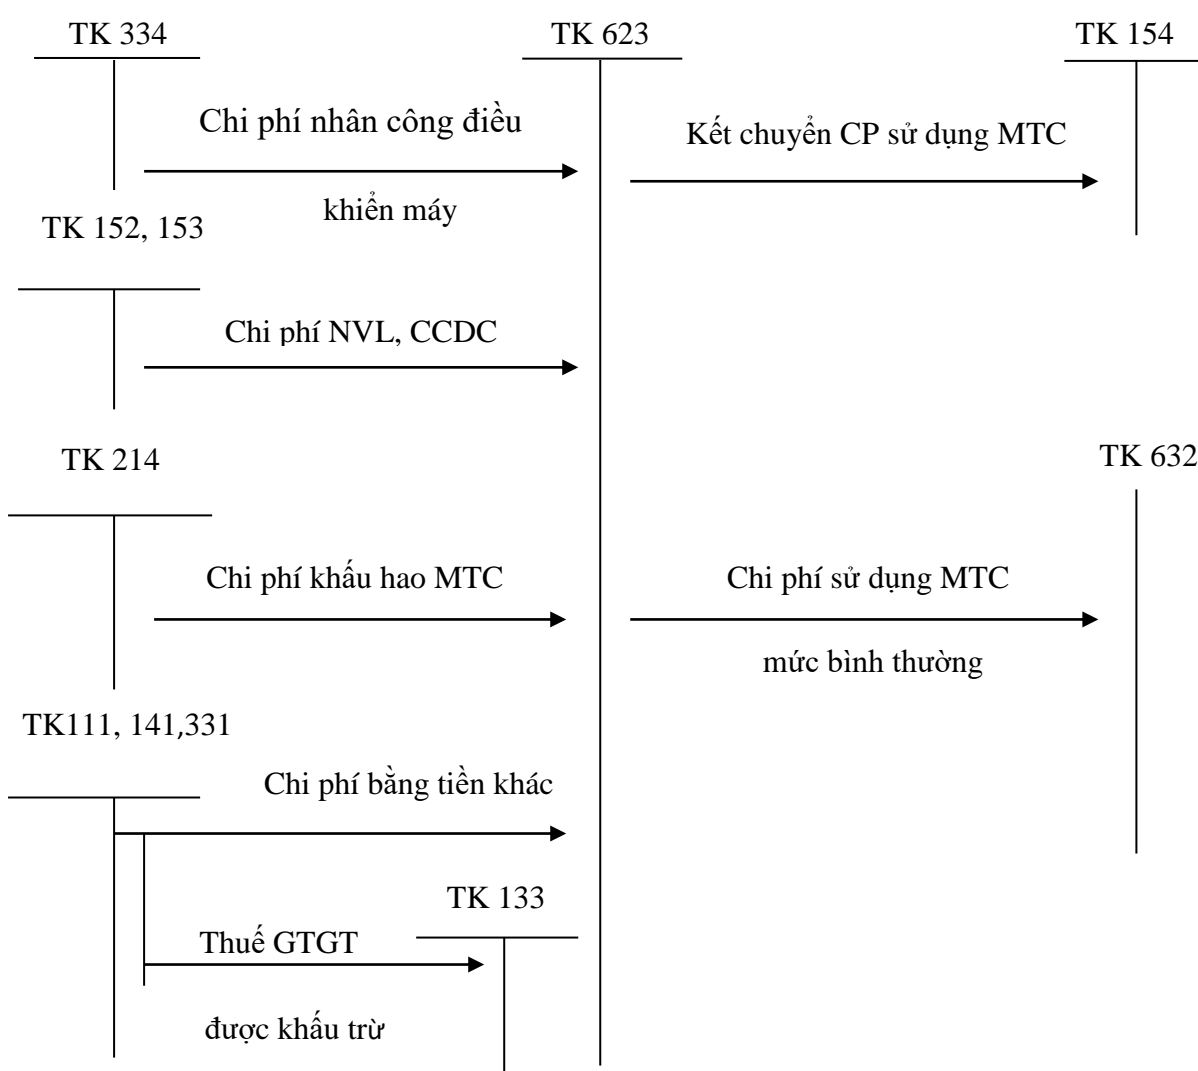 TK 334
TK 623
TK 154
Chi phí nhân công điều
Kết chuyển CP sử dụng MTC
khiển máy
TK 152, 153
Chi phí NVL, CCDC
TK 214
TK 632
Chi phí khấu hao MTC
Chi phí sử dụng MTC
mức bình thường
TK111, 141,331
Chi phí bằng tiền khác
TK 133
Thuế GTGT
được khấu trừ